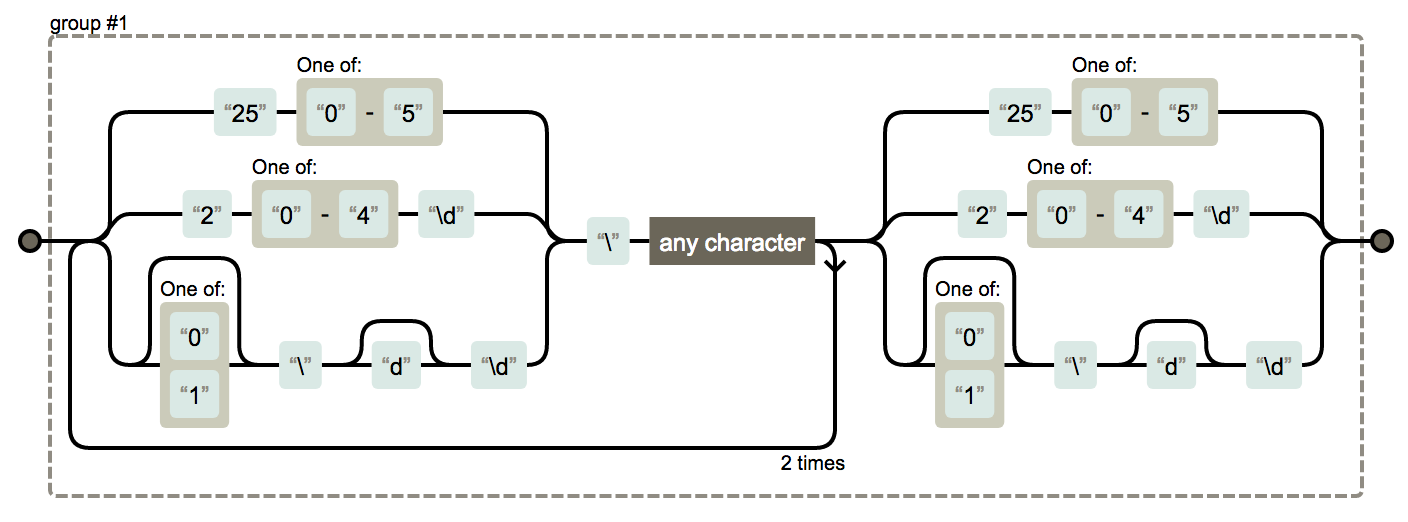 group #1
One of:
One of:
“25” “0” - “5”
“25” “0” - “5”
One of:
One of:
“2” “0” - “4” “\d”
“2” “0” - “4” “\d”
“\” any character
One of:
One of:
“0”
“0”
“\” “d” “\d”
“\” “d” “\d”
“1”
“1”
2 times